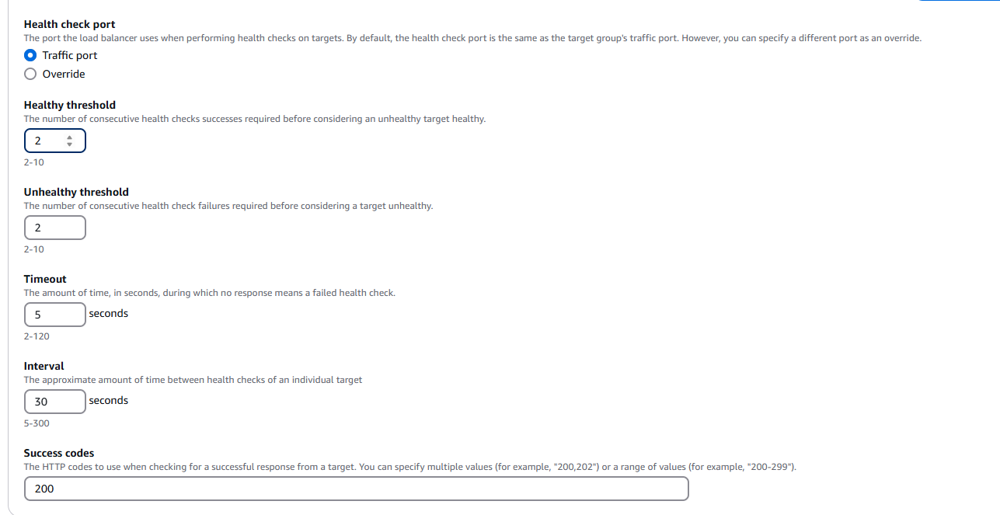 Health check port
The port the load balancer uses when performing health checks on targets. By default, the health check port is the same as the target group's traffic port. However, you can specify a different port as an override.
Traffic port
Override
Healthy threshold
The number of consecutive health checks successes required before considering an unhealthy target healthy.
2
2-10
Unhealthy threshold
The number of consecutive health check failures required before considering a target unhealthy.
2
2-10
Timeout
The amount of time, in seconds, during which no response means a failed health check.
5 seconds
2-120
Interval
The approximate amount of time between health checks of an individual target
30 seconds
5-300
Success codes
The HTTP codes to use when checking for a successful response from a target. You can specify multiple values (for example, "200,202") or a range of values (for example, "200-299").
200